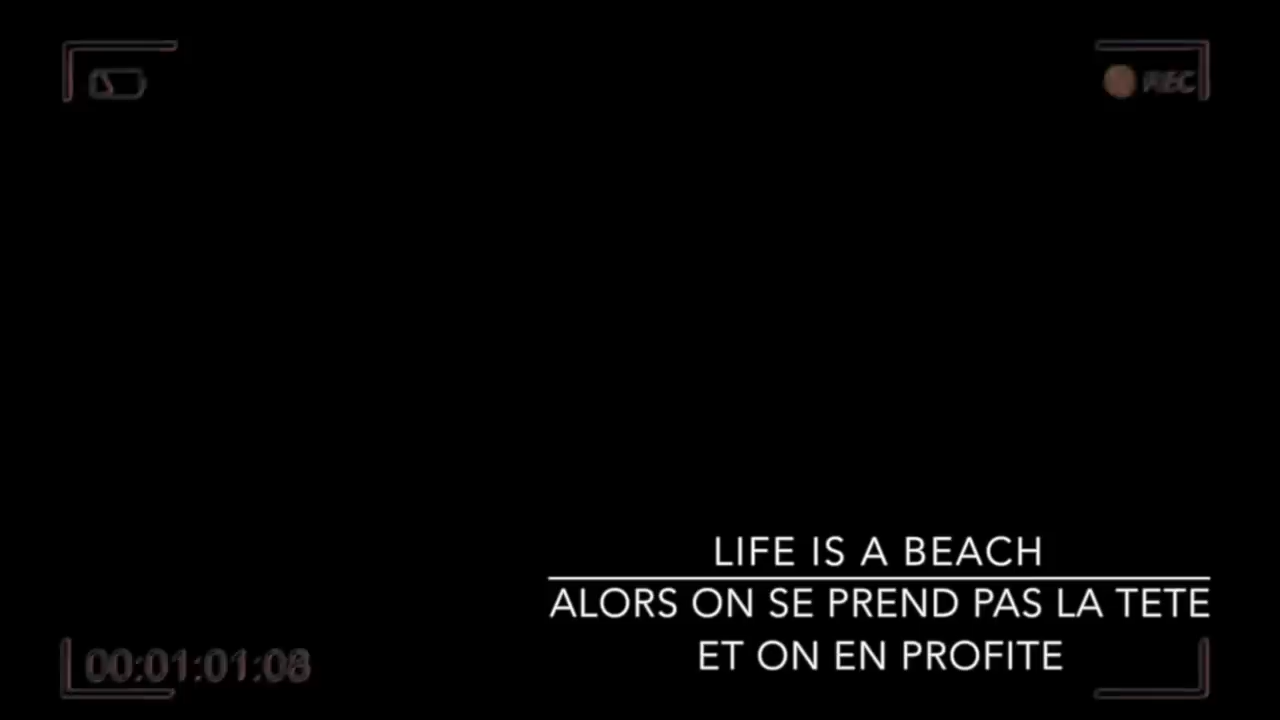 REC
LIFE IS A BEACH
ALORS ON SE PREND PAS LA TETE
ET ON EN PROFITE
00:01:01:08